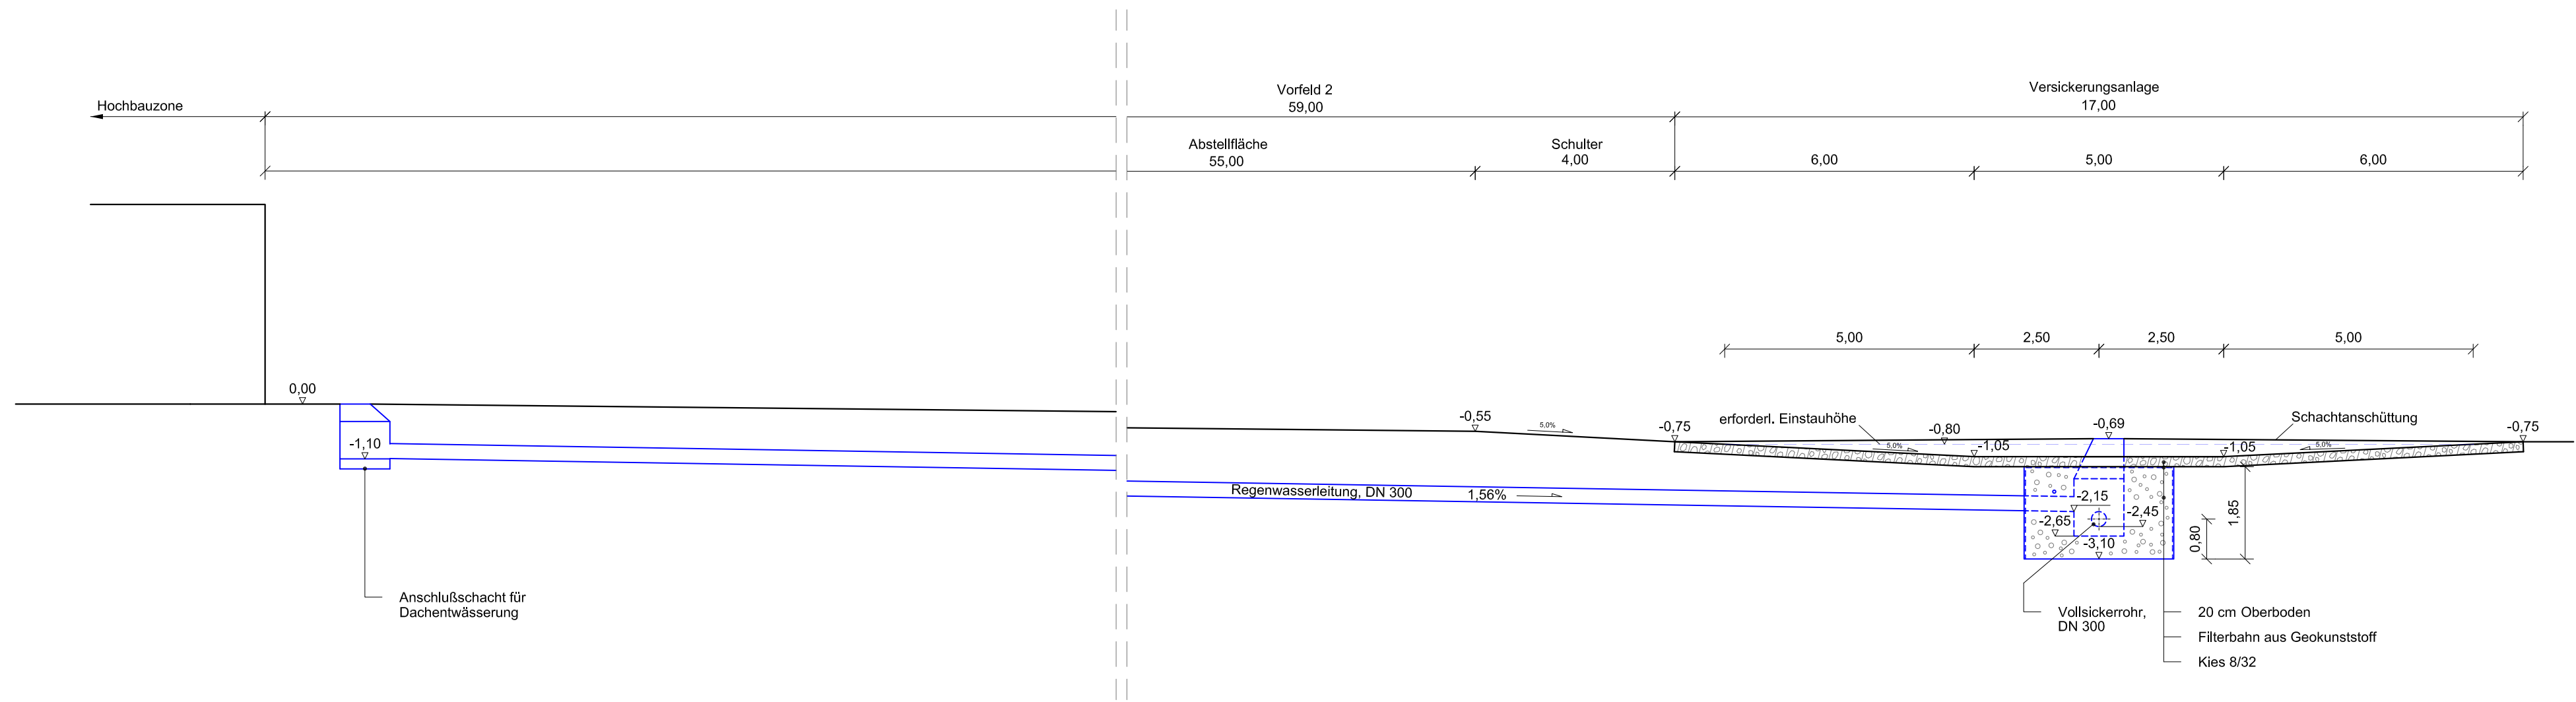 Vorfeld 2
59,00
Versickerungsanlage
17,00
Hochbauzone
Abstellfläche
55,00
Schulter
4,00
6,00
5,00
6,00
5,00
2,50
2,50
5,00
0,00
-0,55
5,0%
-0,75
erforderl. Einstauhöhe
-0,80
-0,69
Schachtanschüttung
-0,75
5,0%
-1,05
-1,05
5,0%
-1,10
Regenwasserleitung, DN 300
1,56%
-2,15
-2,45
-2,65
-3,10
0,80
1,85
Anschlußschacht für
Dachentwässerung
Vollsickerrohr,
DN 300
20 cm Oberboden
Filterbahn aus Geokunststoff
Kies 8/32